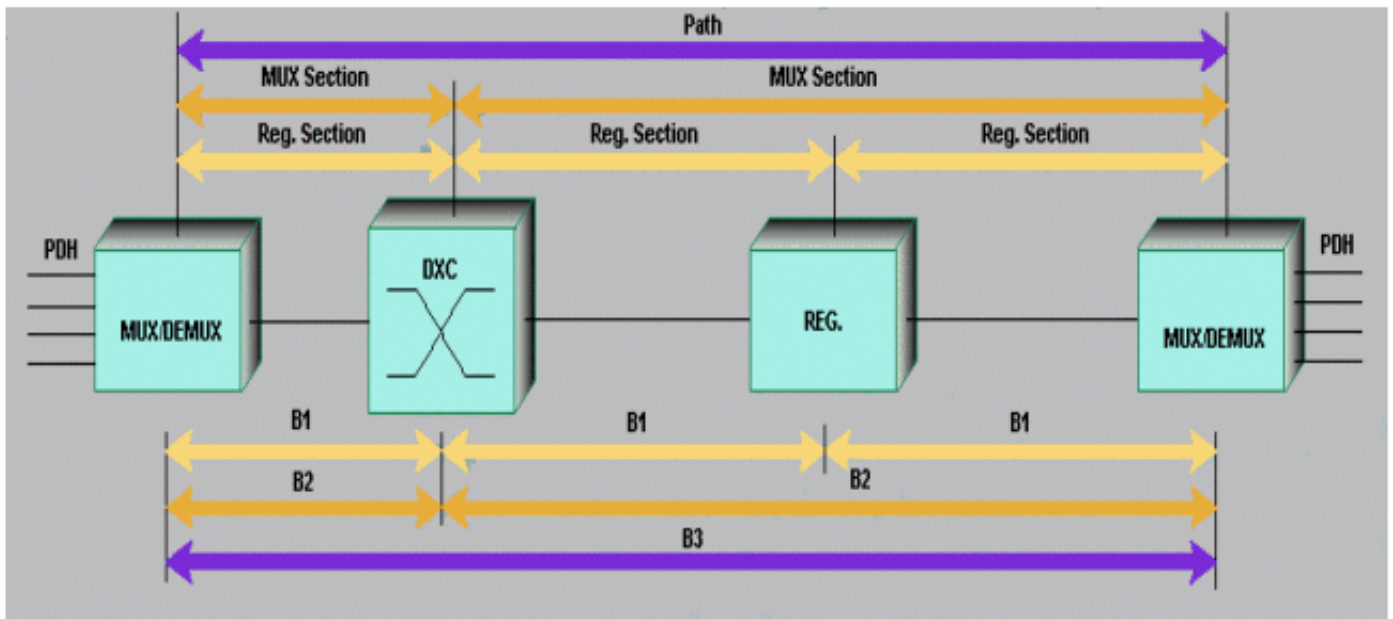 Path
MUX Section
MUX Section
Reg. Section
Reg. Section
Reg. Section
PDH
MUX/DEMUX
DXC
REG.
MUX/DEMUX
PDH
B1
B1
B1
B2
B2
B3